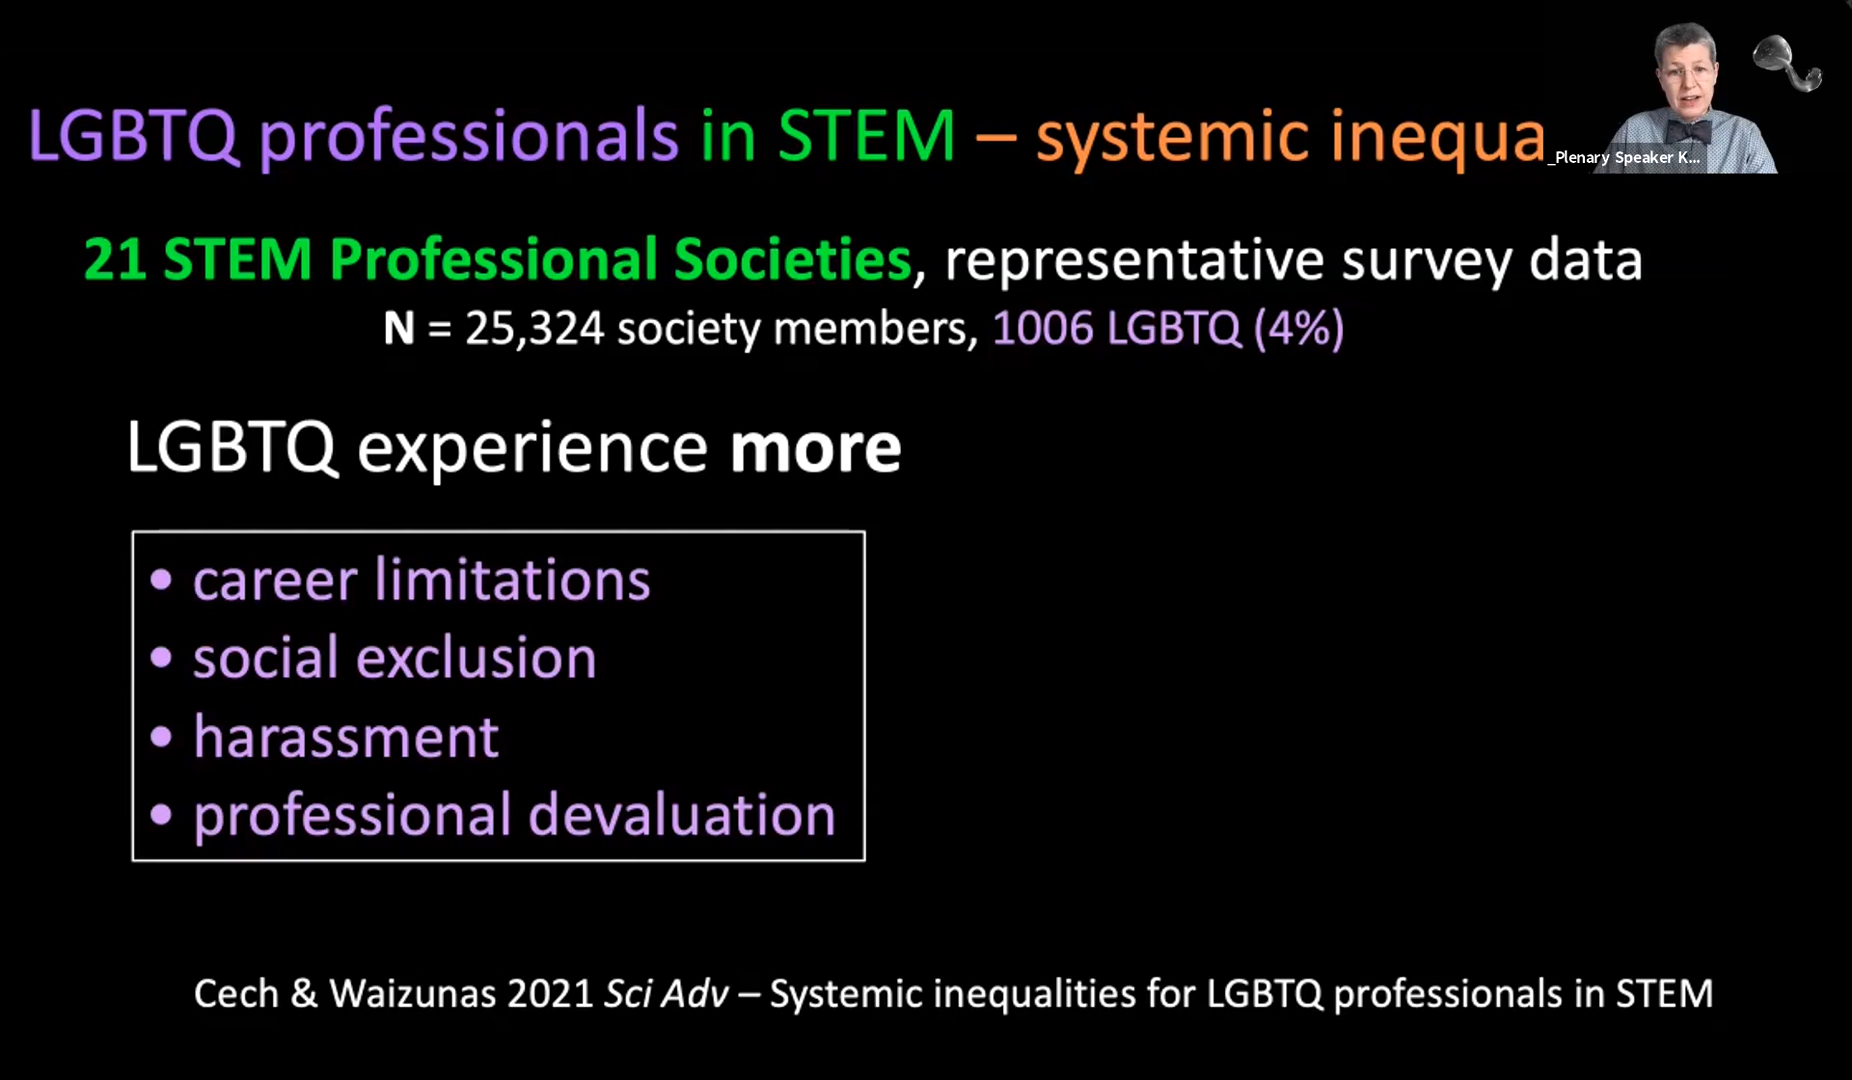 LGBTQ professionals in STEM – systemic inequa
_Plenary Speaker K...
21 STEM Professional Societies, representative survey data
N = 25,324 society members, 1006 LGBTQ (4%)
LGBTQ experience more
• career limitations
• social exclusion
• harassment
• professional devaluation
Cech & Waizunas 2021 Sci Adv – Systemic inequalities for LGBTQ professionals in STEM